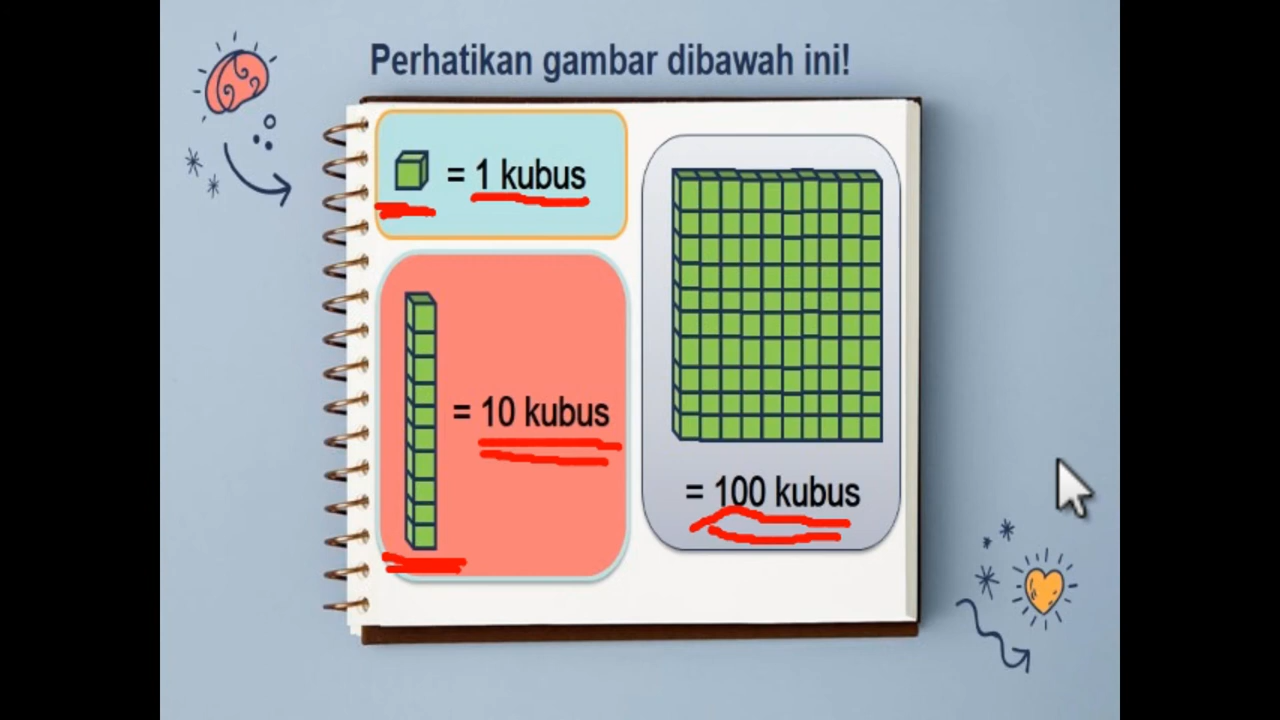 Perhatikan gambar dibawah ini!
= 1 kubus
= 10 kubus
= 100 kubus